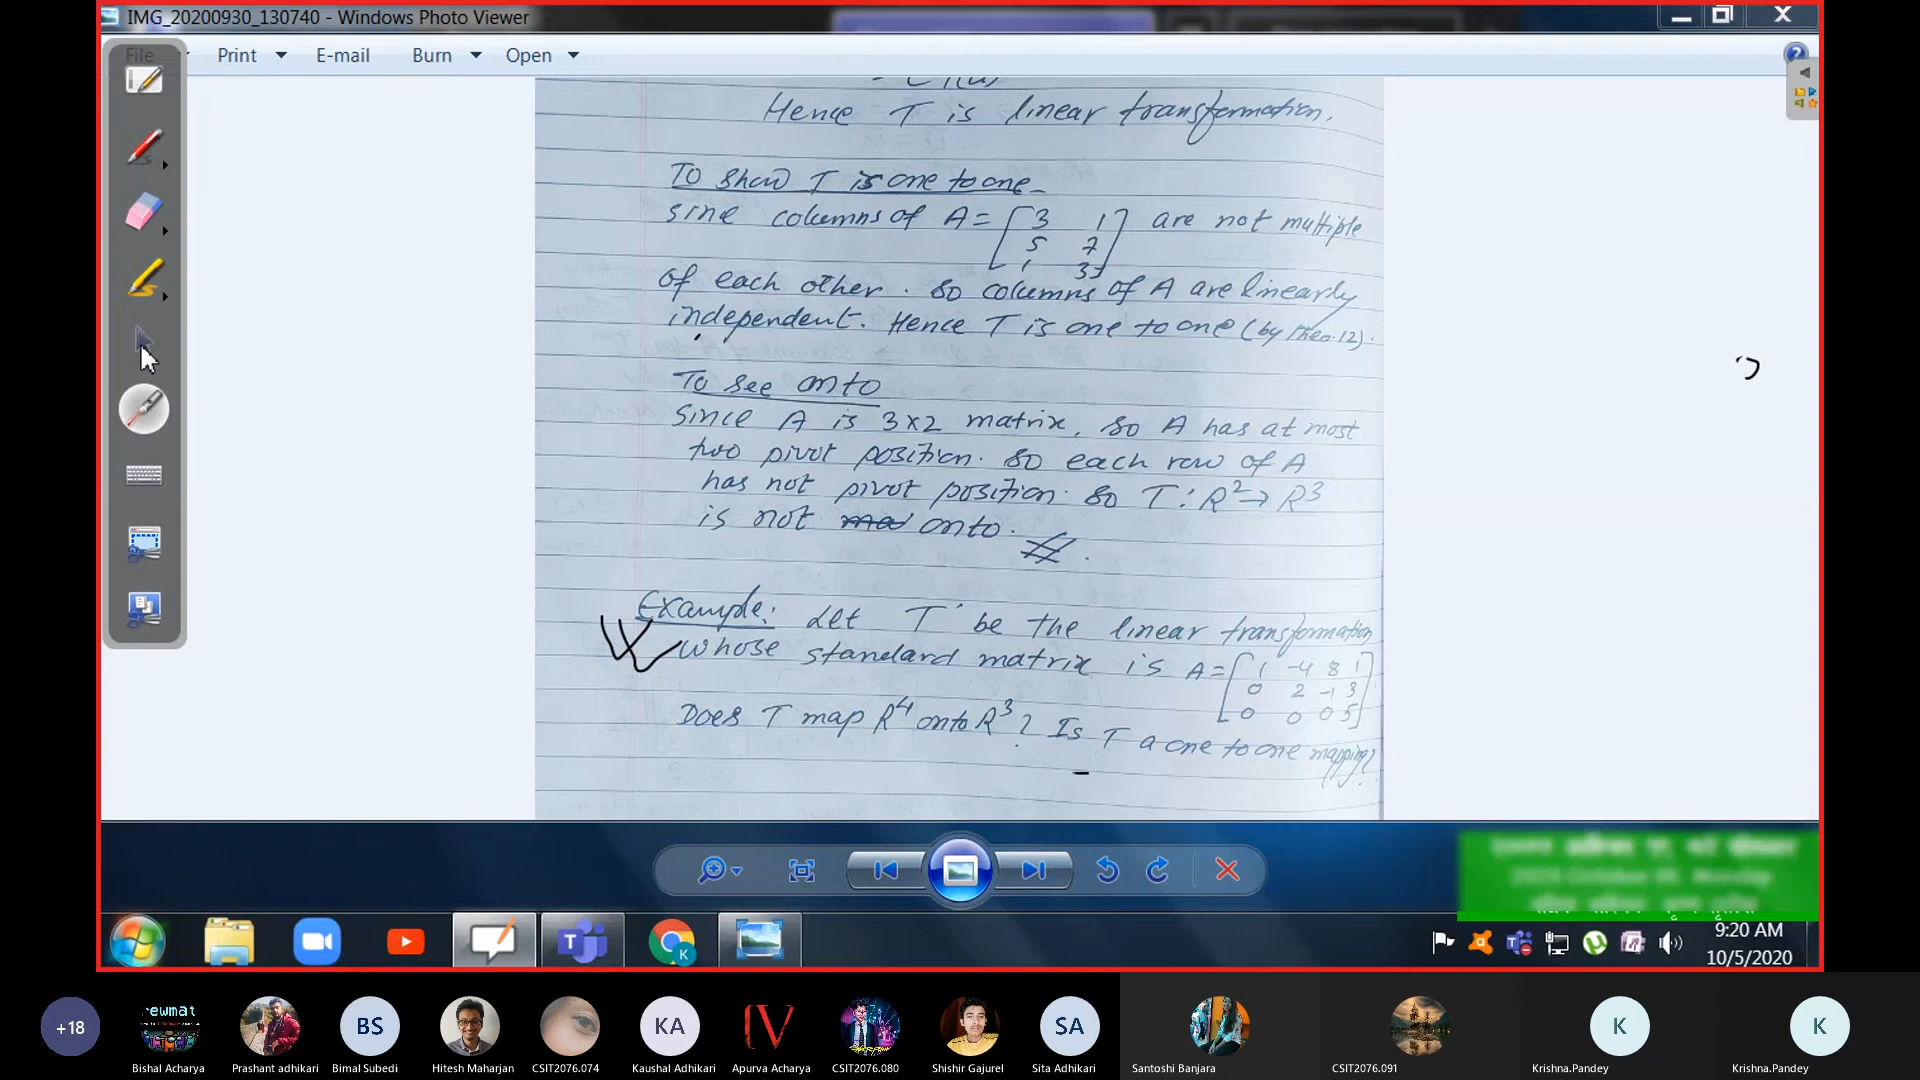 IMG_20200930_130740 - Windows Photo Viewer
File Print E-mail Burn Open
Hence T is linear transformation.
To show T is one to one
sine columns of A = [3 1 are not multiple
5 7
1 3]
of each other. So columns of A are linearly
independent. Hence T is one to one (by theo. 12).
To see onto
Since A is 3x2 matrix, so A has at most
two pivot position. So each row of A
has not pivot position. So T : R² → R³
is not onto.
Example: Let T be the linear transformation
whose standard matrix is A = [1 -4 8 1
0 2 -1 3
0 0 0 5]
Does T map R⁴ onto R³? Is T a one to one mapping?
9:20 AM
10/5/2020
+18
BS
KA
SA
K
K
Bishal Acharya
Prashant adhikari
Bimal Subedi
Hitesh Maharjan
CSIT2076.074
Kaushal Adhikari
Apurva Acharya
CSIT2076.080
Shishir Gajurel
Sita Adhikari
Santoshi Banjara
CSIT2076.091
Krishna.Pandey
Krishna.Pandey